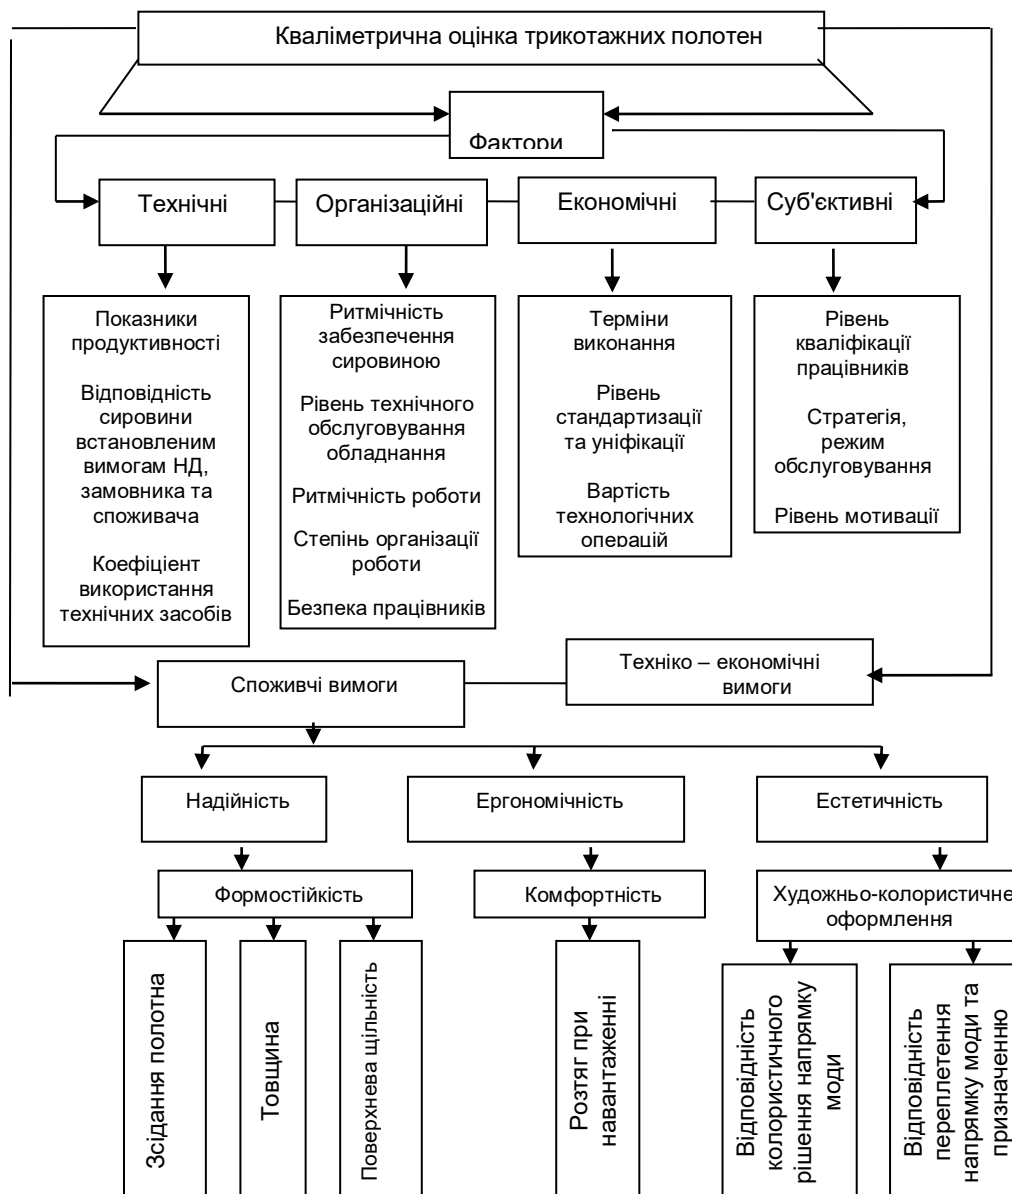 Кваліметрична оцінка трикотажних полотен
Фактори
Технічні
Організаційні
Економічні
Суб'єктивні
Показники
продуктивності
Відповідність
сировини
встановленим
вимогам НД,
замовника та
споживача
Коефіцієнт
використання
технічних засобів
Ритмічність
забезпечення
сировиною
Рівень технічного
обслуговування
обладнання
Ритмічність роботи
Степінь організації
роботи
Безпека працівників
Терміни
виконання
Рівень
стандартизації
та уніфікації
Вартість
технологічних
операцій
Рівень
кваліфікації
працівників
Стратегія,
режим
обслуговування
Рівень мотивації
Споживчі вимоги
Техніко – економічні
вимоги
Надійність
Ергономічність
Естетичність
Формостійкість
Комфортність
Художньо-колористичне
оформлення
Зсідання полотна
Товщина
Поверхнева щільність
Розтяг при
навантаженні
Відповідність
колористичного
рішення напрямку
моди
Відповідність
переплетення
напрямку моди та
призначенню